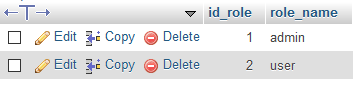 id_role role_name
Edit Copy Delete 1 admin
Edit Copy Delete 2 user